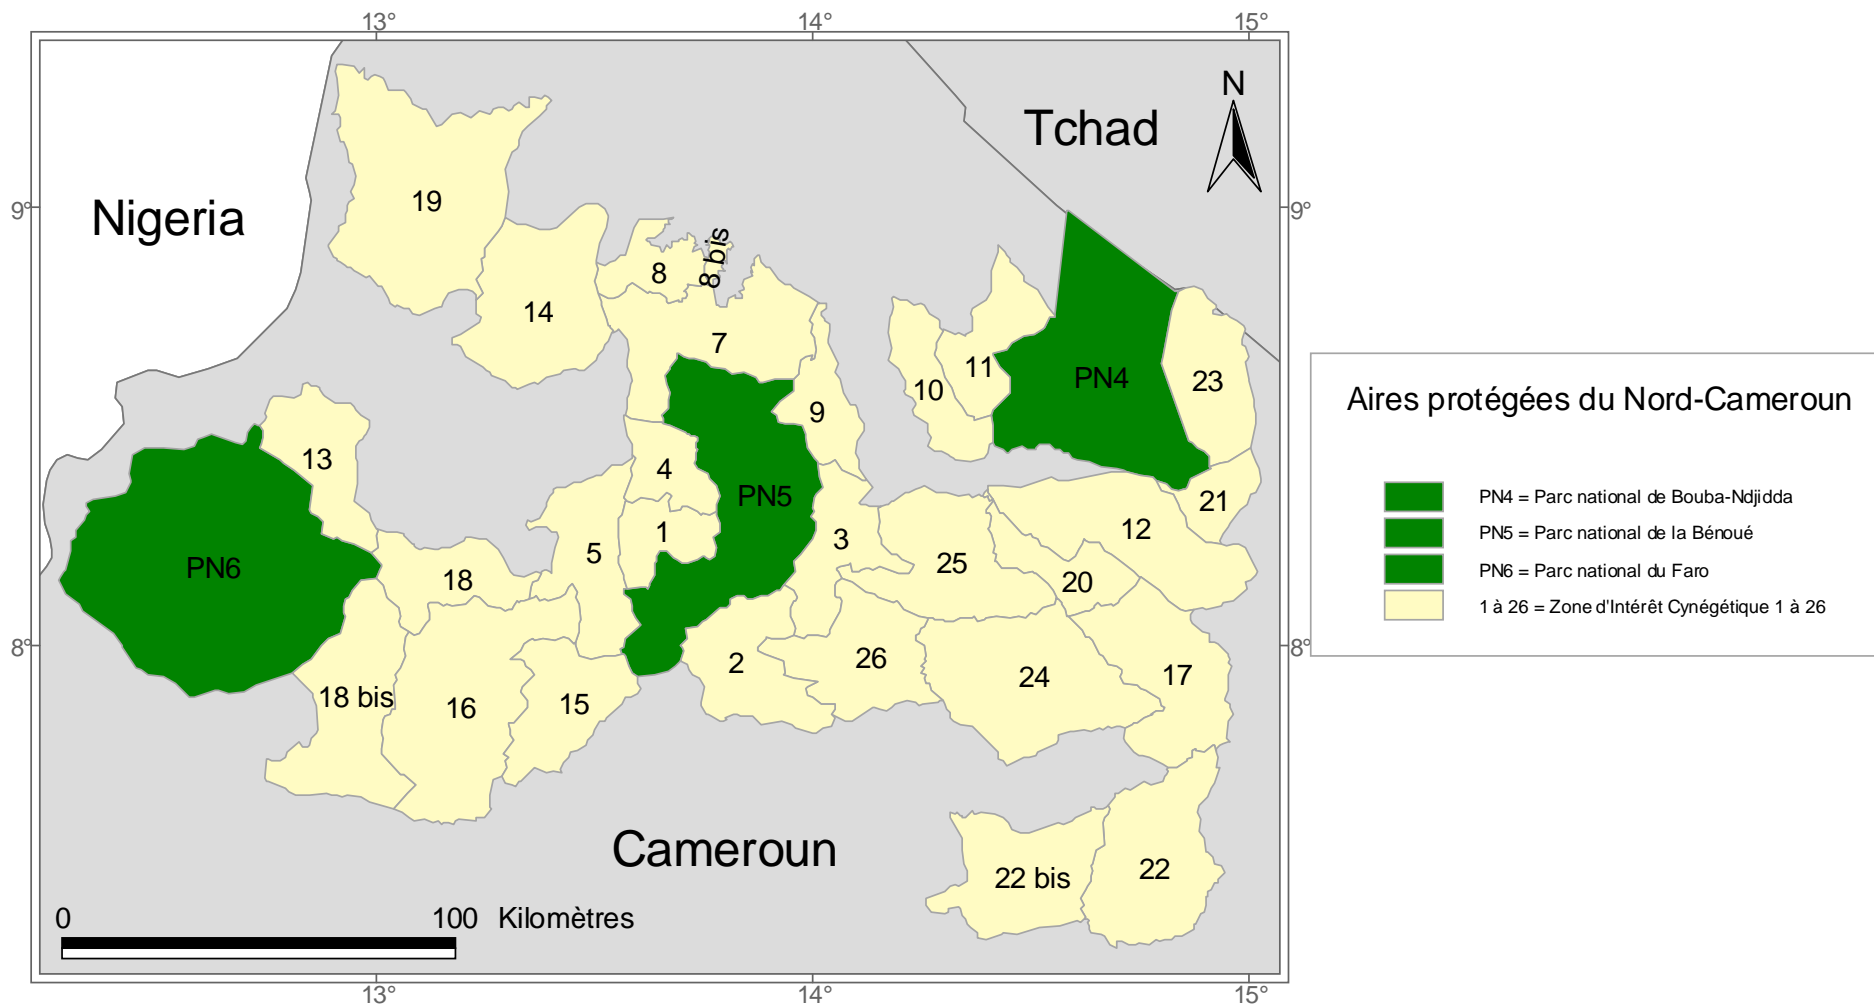 13° 14° 15°
N
Tchad
Nigeria
9° 9°
19
8 bis
8
14
7
PN4
11
10
23
9
13
4
PN5
21
1
12
3
5
25
PN6
18
20
2
26
17
24
18 bis
16
15
8° 8°
Cameroun
22
22 bis
0 100 Kilomètres
13° 14° 15°
Aires protégées du Nord-Cameroun
PN4 = Parc national de Bouba-Ndjidda
PN5 = Parc national de la Bénoué
PN6 = Parc national du Faro
1 à 26 = Zone d'Intérêt Cynégétique 1 à 26